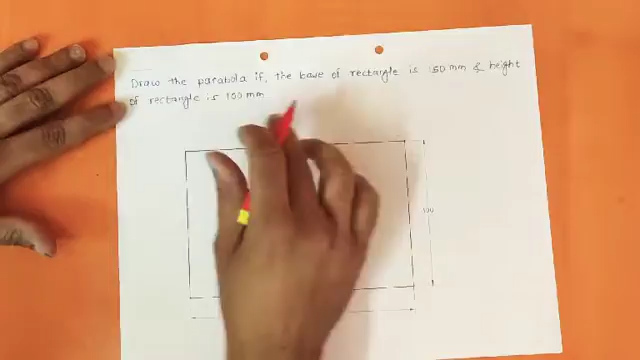 Draw the parabola if, the base of rectangle is 150 mm & height
of rectangle is 100 mm
100